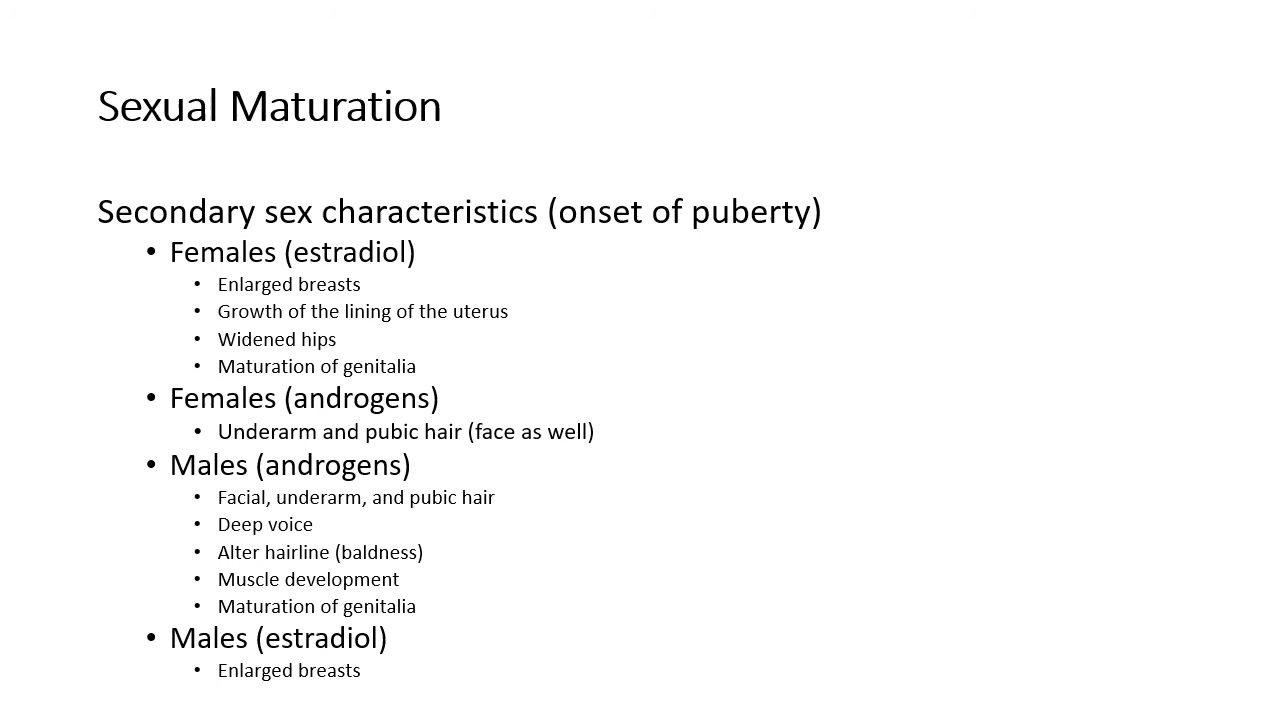 Sexual Maturation
Secondary sex characteristics (onset of puberty)
• Females (estradiol)
• Enlarged breasts
• Growth of the lining of the uterus
• Widened hips
• Maturation of genitalia
• Females (androgens)
• Underarm and pubic hair (face as well)
• Males (androgens)
• Facial, underarm, and pubic hair
• Deep voice
• Alter hairline (baldness)
• Muscle development
• Maturation of genitalia
• Males (estradiol)
• Enlarged breasts